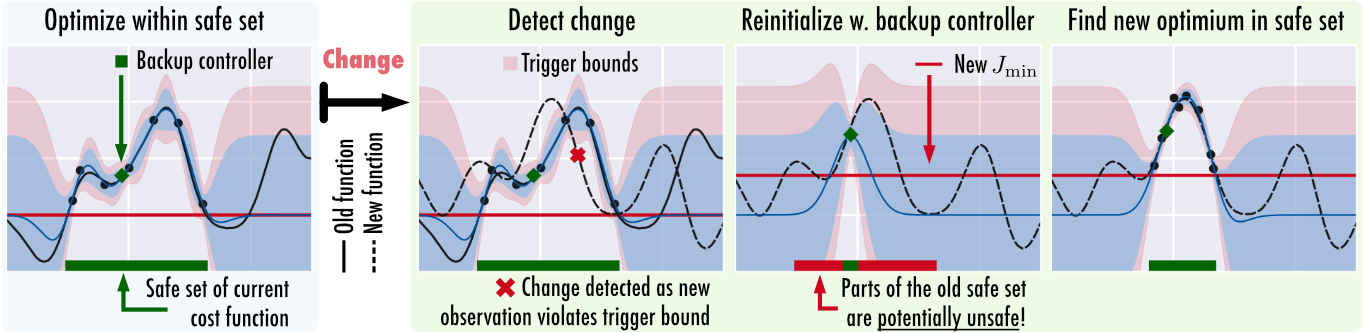 Optimize within safe set
Backup controller
Safe set of current
cost function
Change
Old function
New function
Detect change
Trigger bounds
Change detected as new
observation violates trigger bound
Reinitialize w. backup controller
New J_min
Parts of the old safe set
are potentially unsafe!
Find new optimium in safe set